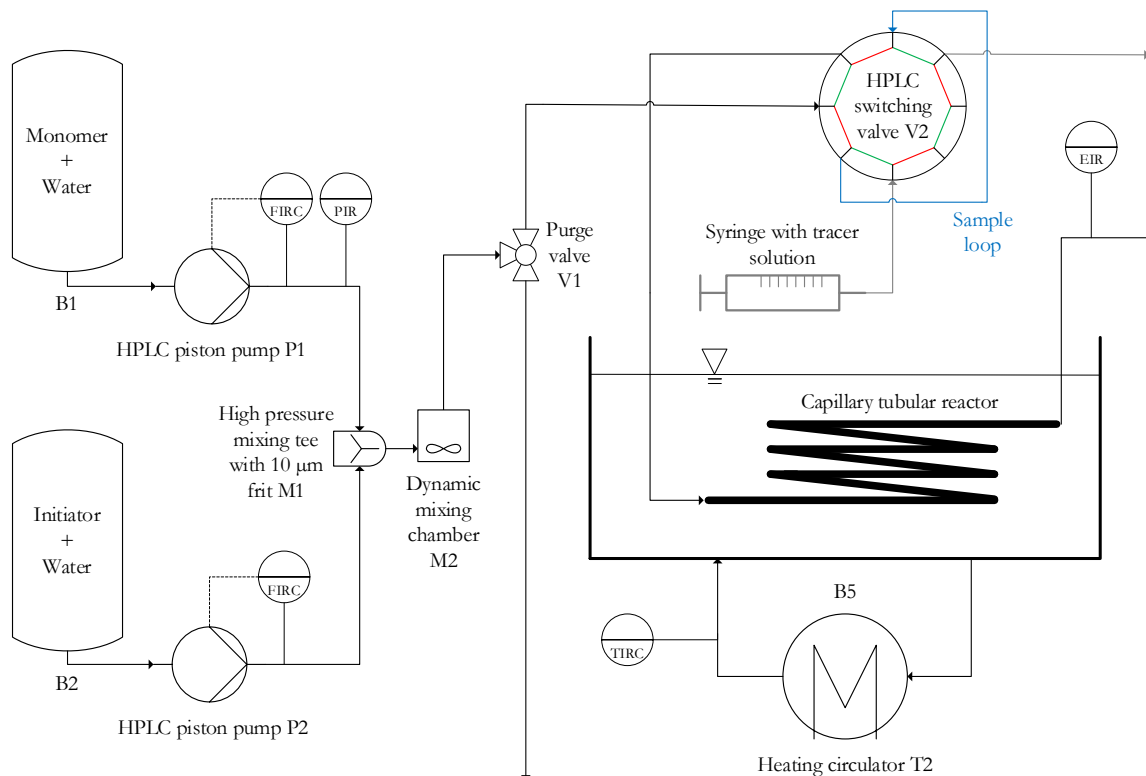 Monomer
+
Water
B1
HPLC piston pump P1
FIRC
PIR
Initiator
+
Water
B2
HPLC piston pump P2
FIRC
High pressure
mixing tee
with 10 μm
frit M1
Dynamic
mixing
chamber
M2
Purge
valve
V1
HPLC
switching
valve V2
Sample
loop
Syringe with tracer
solution
EIR
Capillary tubular reactor
B5
TIRC
Heating circulator T2